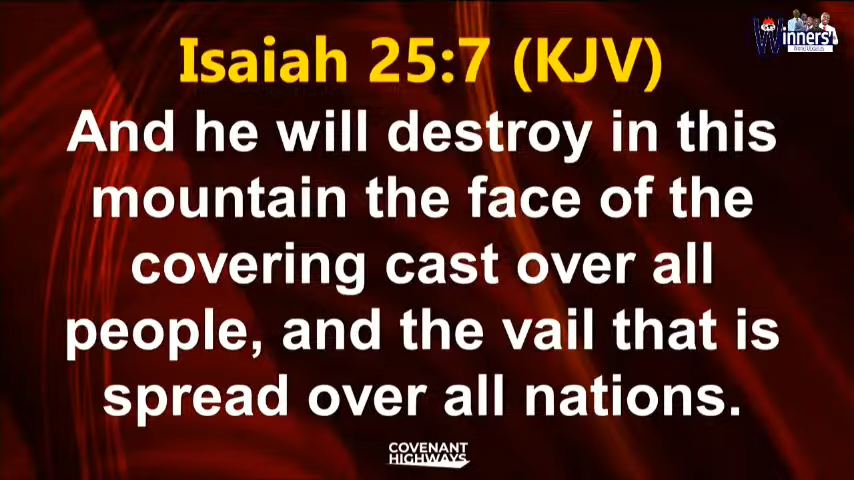 Winners'
Isaiah 25:7 (KJV)
And he will destroy in this
mountain the face of the
covering cast over all
people, and the vail that is
spread over all nations.
COVENANT
HIGHWAYS